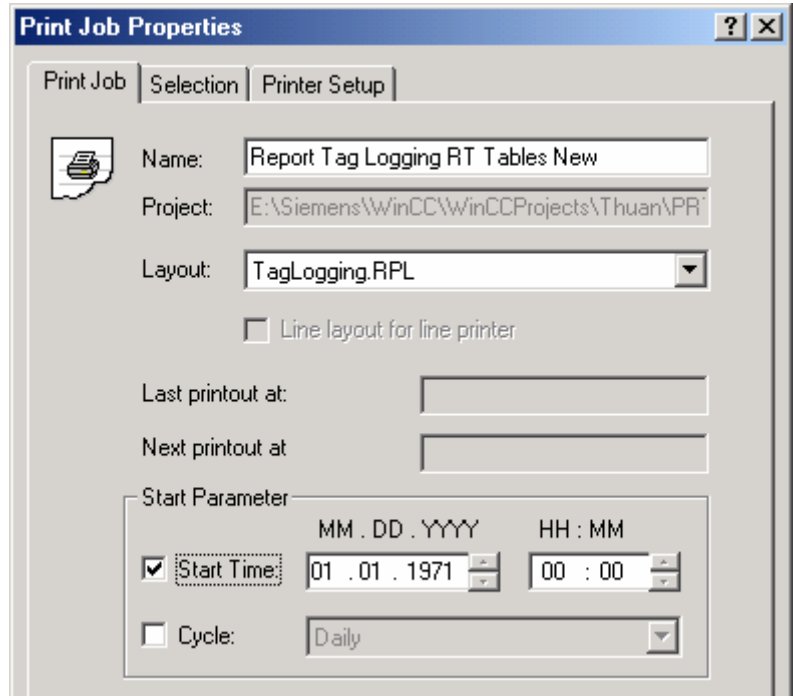 Print Job Properties
Print Job Selection Printer Setup
Name: Report Tag Logging RT Tables New
Project: E:\Siemens\WinCC\WinCCProjects\Thuan\PR
Layout: TagLogging.RPL
Line layout for line printer
Last printout at:
Next printout at
Start Parameter
MM . DD . YYYY HH : MM
Start Time: 01 . 01 . 1971 00 : 00
Cycle: Daily